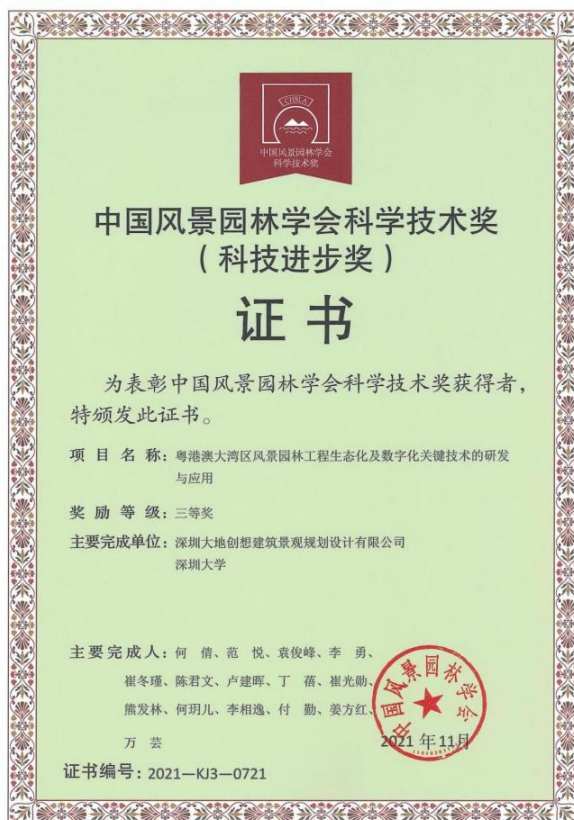 CHSLA
中国风景园林学会
科学技术奖
中国风景园林学会科学技术奖
（科技进步奖）
证书
为表彰中国风景园林学会科学技术奖获得者，
特颁发此证书。
项目名称：粤港澳大湾区风景园林工程生态化及数字化关键技术的研发
与应用
奖励等级：三等奖
主要完成单位：深圳大地创想建筑景观规划设计有限公司
深圳大学
主要完成人：何倩、范悦、袁俊峰、李勇、
崔冬瑾、陈君文、卢建晖、丁蓓、崔光勋、
熊发林、何玥儿、李相逸、付勤、姜方红、
万芸
中国风景园林学会
2021年11月
证书编号：2021—KJ3—0721